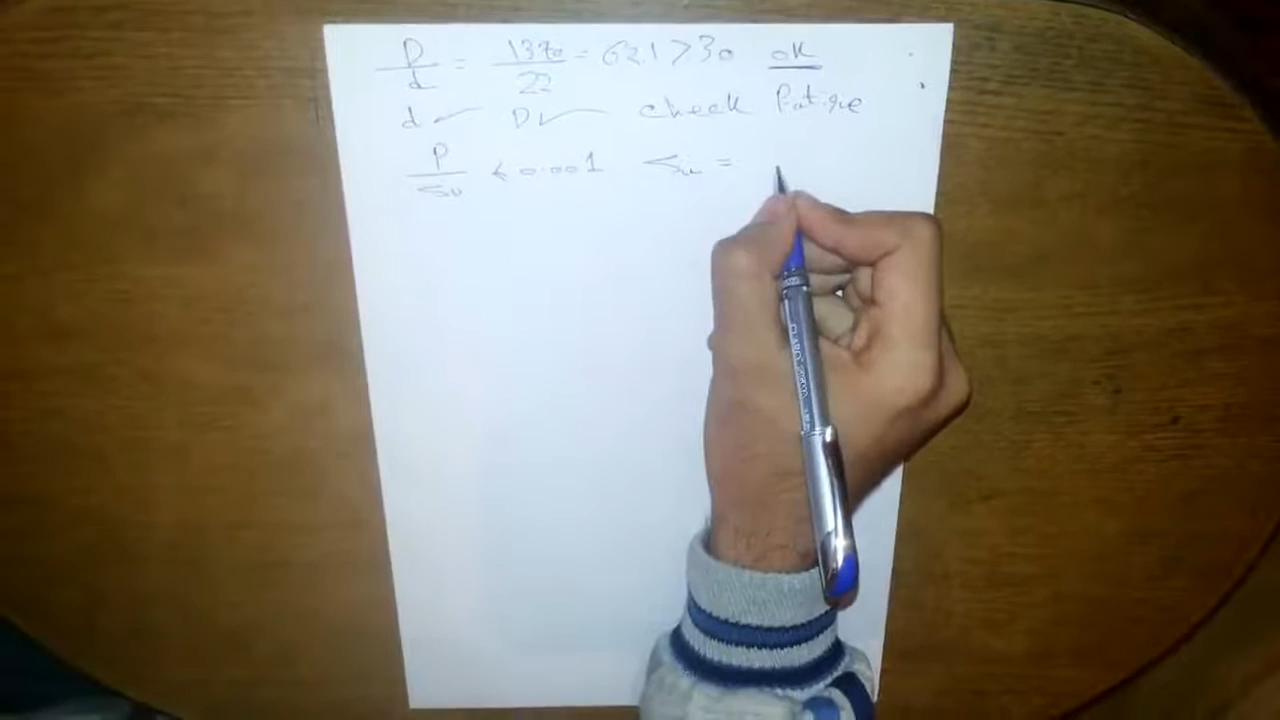 D/d = 1370/22 = 62.1 > 30 ok
d ✓ D ✓ check fatigue
P/Su < 0.001 Su =